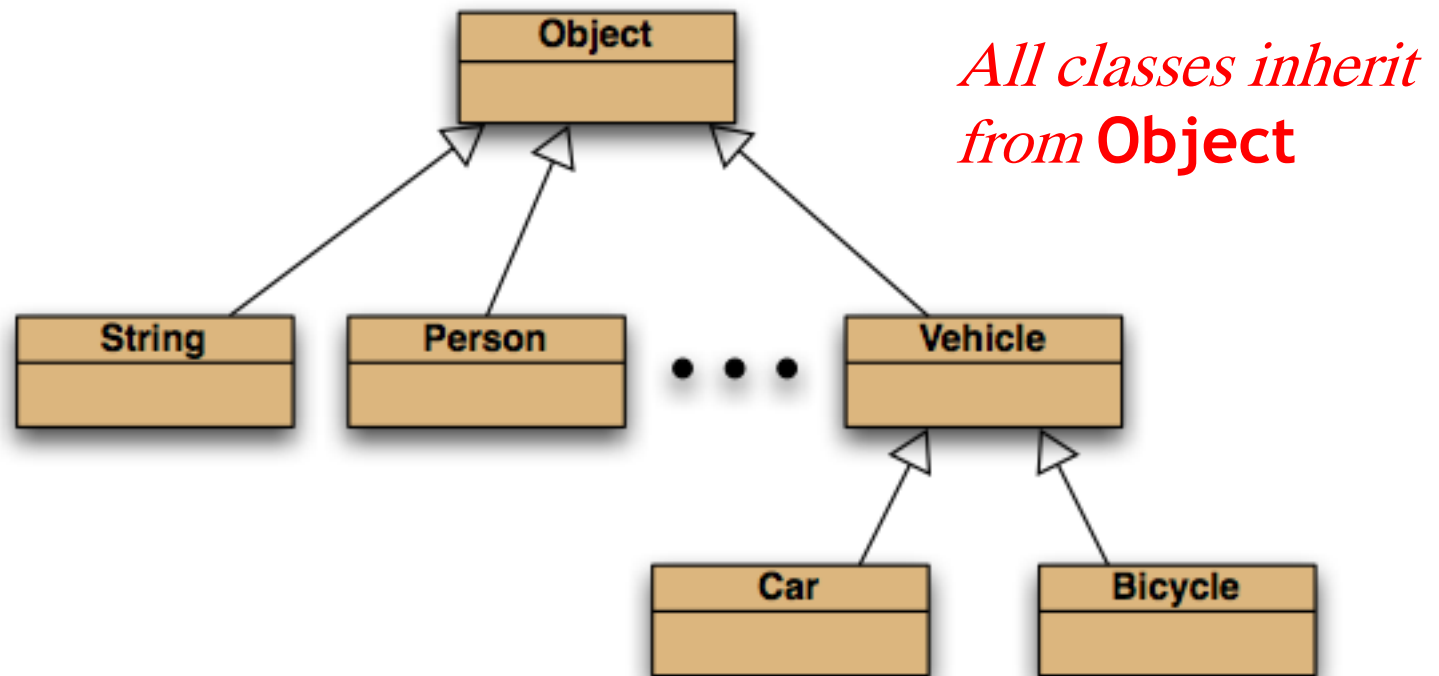 Object
All classes inherit
from Object
String
Person
Vehicle
Car
Bicycle